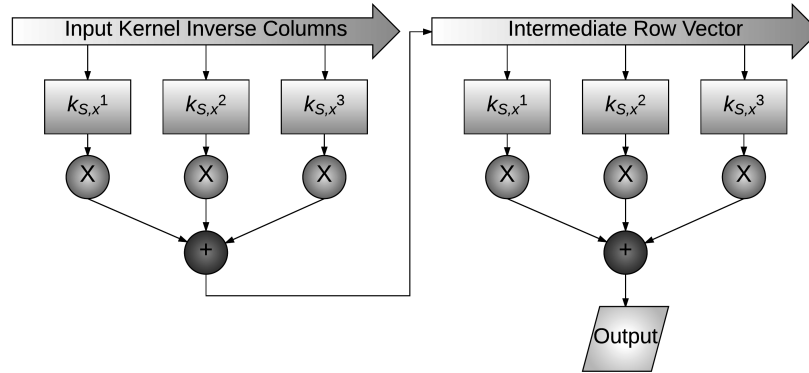 Input Kernel Inverse Columns
Intermediate Row Vector
k_{S,x}^1 k_{S,x}^2 k_{S,x}^3
k_{S,x}^1 k_{S,x}^2 k_{S,x}^3
X X X
X X X
+
+
Output